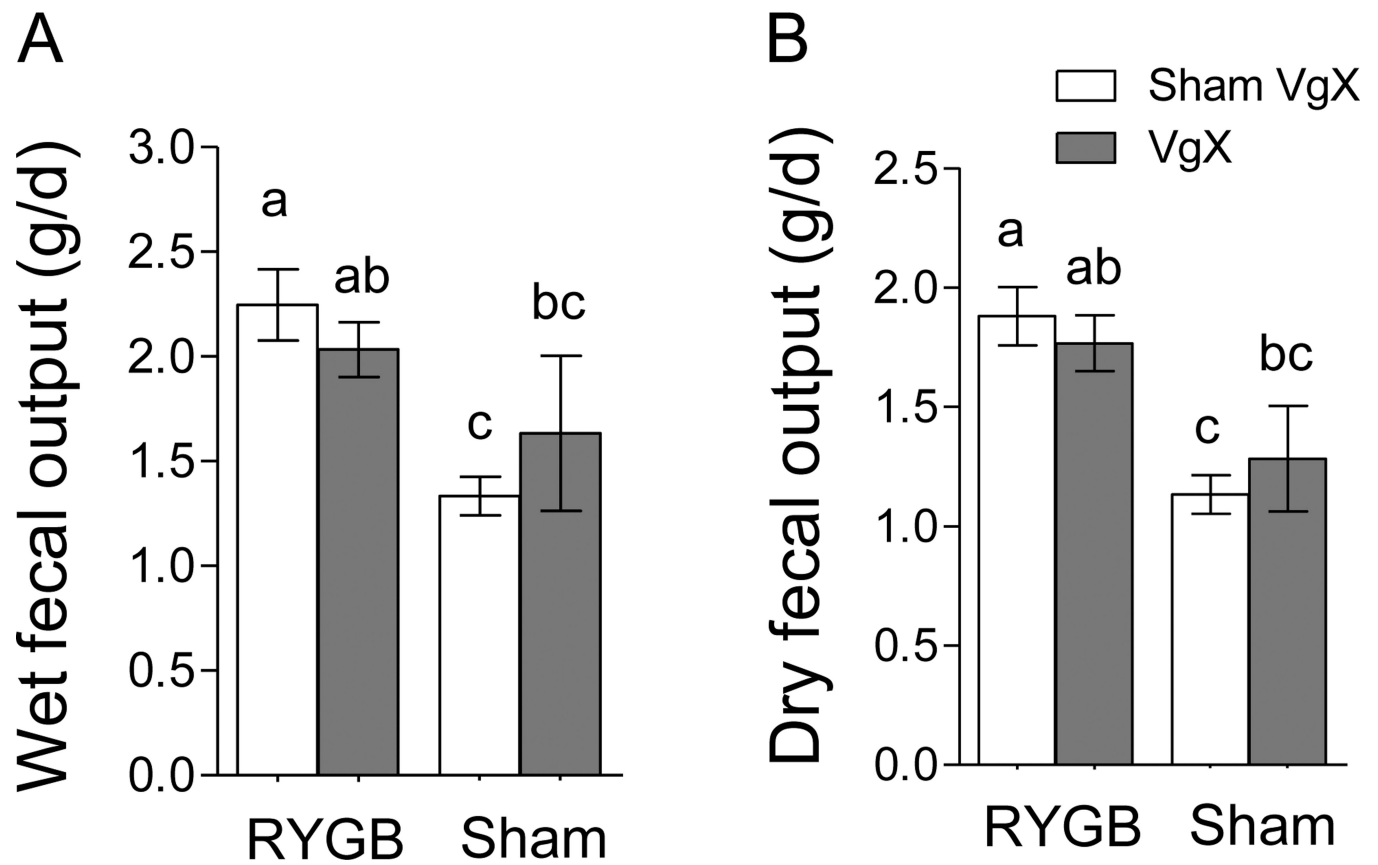 A
Wet fecal output (g/d)
3.0
2.5
2.0
1.5
1.0
0.5
0.0
a
ab
c
bc
RYGB Sham
B
Sham VgX
VgX
Dry fecal output (g/d)
2.5
2.0
1.5
1.0
0.5
0.0
a
ab
c
bc
RYGB Sham